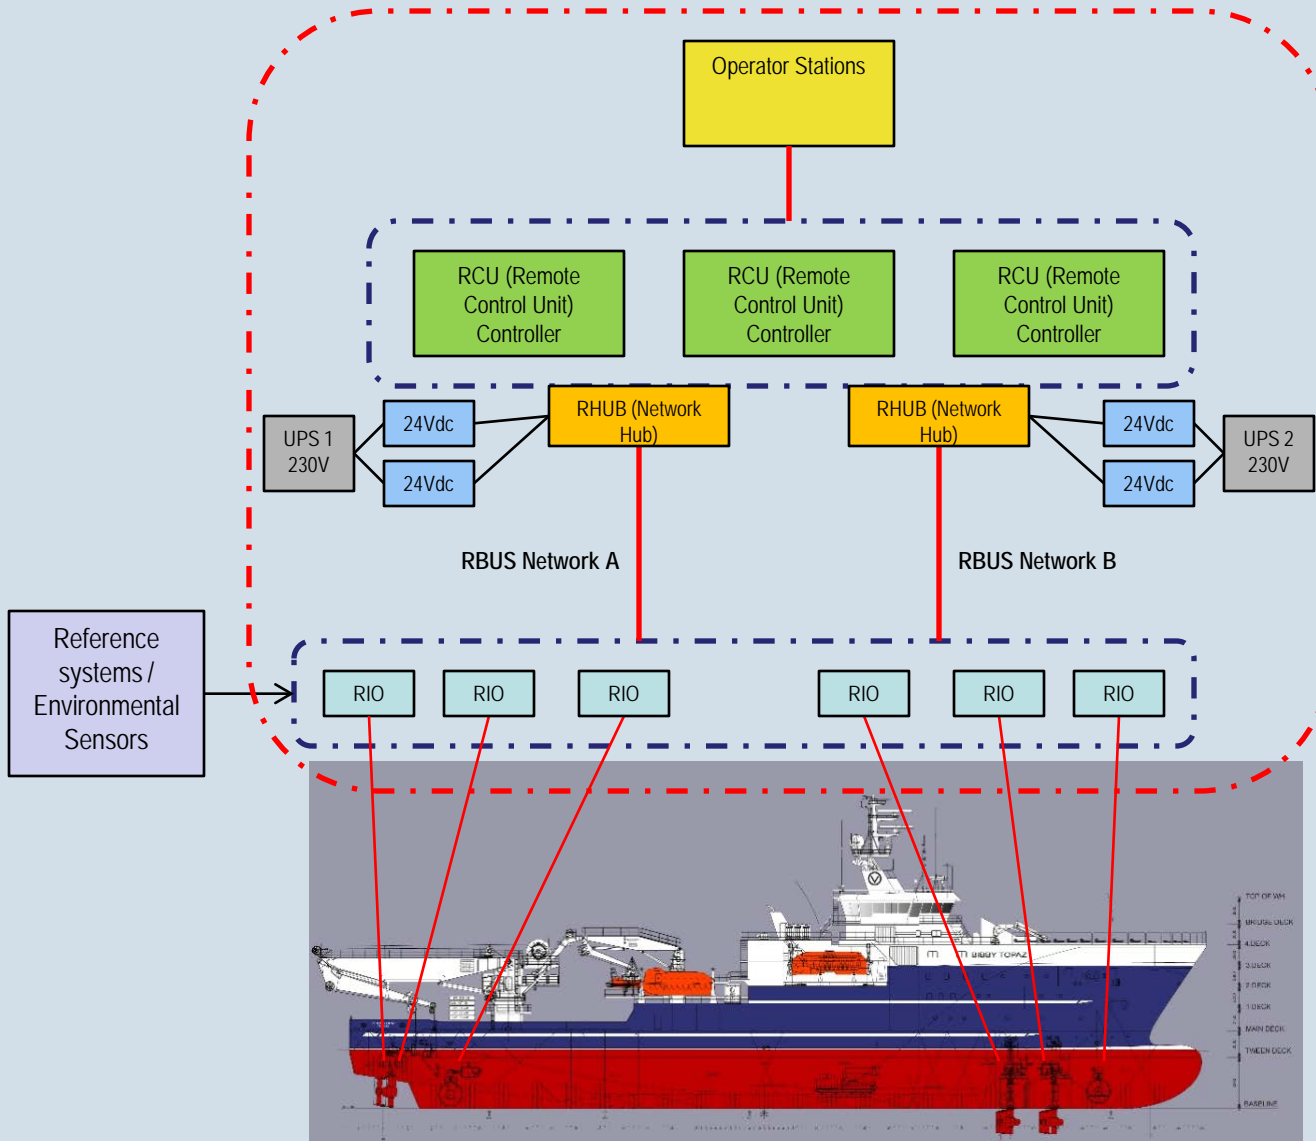 Operator Stations
RCU (Remote
Control Unit)
Controller
RCU (Remote
Control Unit)
Controller
RCU (Remote
Control Unit)
Controller
UPS 1
230V
24Vdc
24Vdc
RHUB (Network
Hub)
RHUB (Network
Hub)
24Vdc
24Vdc
UPS 2
230V
RBUS Network A
RBUS Network B
Reference
systems /
Environmental
Sensors
RIO
RIO
RIO
RIO
RIO
RIO
BIBBY TOPAZ
BRIDGE DECK
4.DECK
3.DECK
2.DECK
1.DECK
MAIN DECK
TWEEN DECK
BASELINE